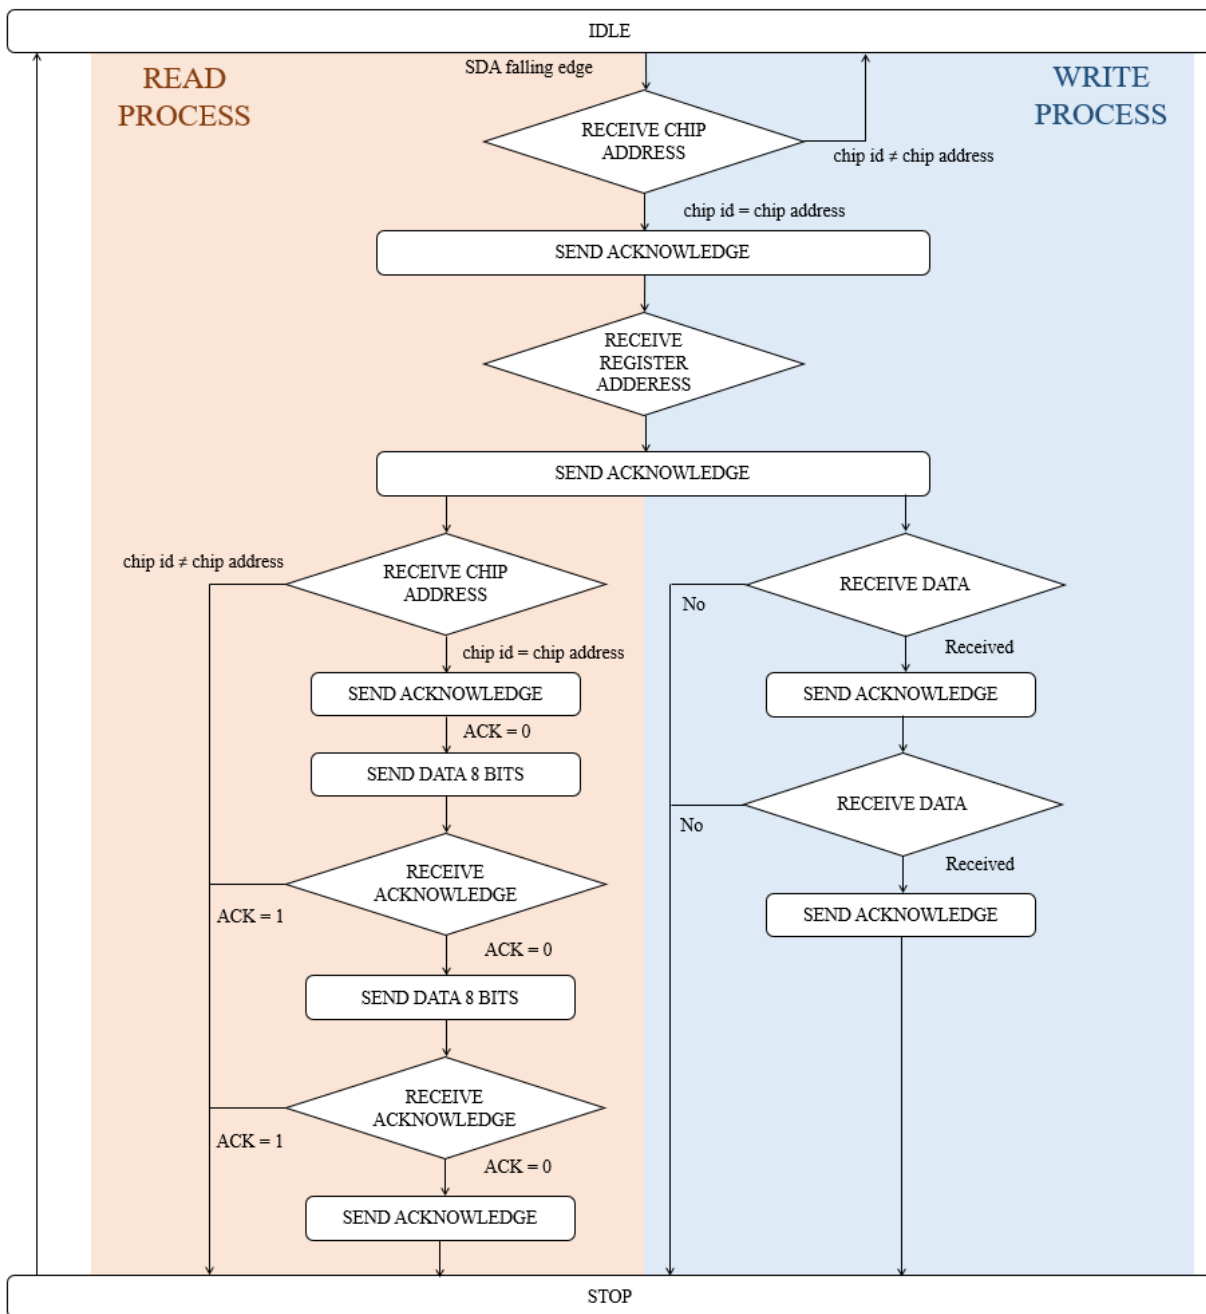 IDLE
READ
PROCESS
SDA falling edge
WRITE
PROCESS
RECEIVE CHIP
ADDRESS
chip id ≠ chip address
chip id = chip address
SEND ACKNOWLEDGE
RECEIVE
REGISTER
ADDERESS
SEND ACKNOWLEDGE
chip id ≠ chip address
RECEIVE CHIP
ADDRESS
chip id = chip address
SEND ACKNOWLEDGE
ACK = 0
SEND DATA 8 BITS
RECEIVE
ACKNOWLEDGE
ACK = 1
ACK = 0
SEND DATA 8 BITS
RECEIVE
ACKNOWLEDGE
ACK = 1
ACK = 0
SEND ACKNOWLEDGE
RECEIVE DATA
No
Received
SEND ACKNOWLEDGE
RECEIVE DATA
No
Received
SEND ACKNOWLEDGE
STOP